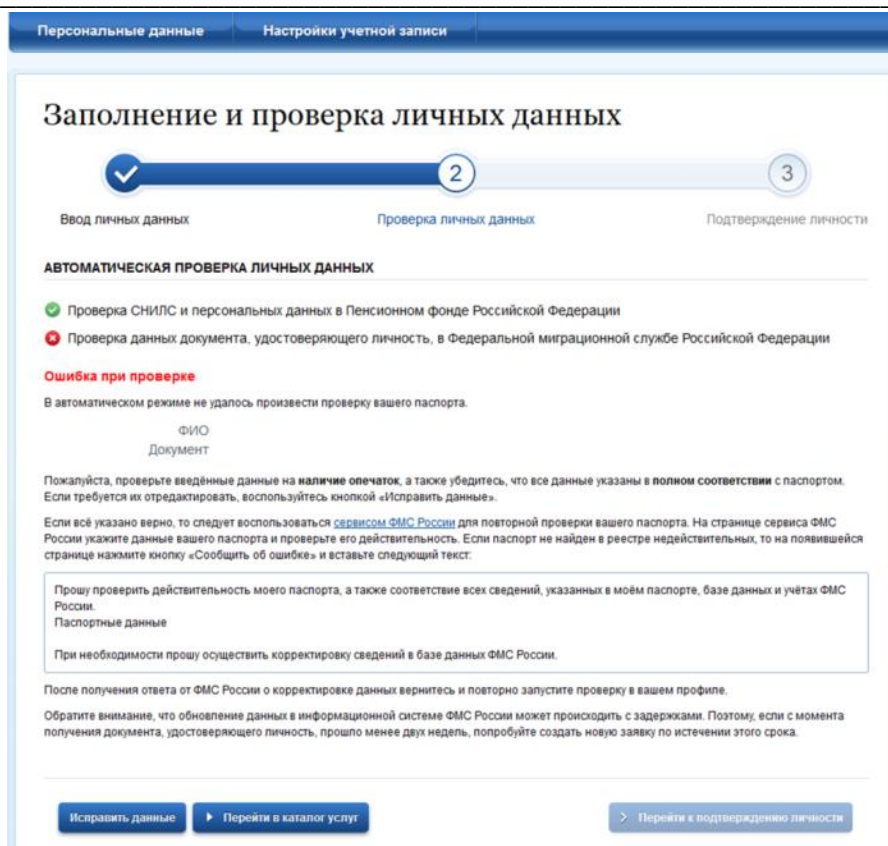 Персональные данные Настройки учетной записи
Заполнение и проверка личных данных
2 3
Ввод личных данных Проверка личных данных Подтверждение личности
АВТОМАТИЧЕСКАЯ ПРОВЕРКА ЛИЧНЫХ ДАННЫХ
Проверка СНИЛС и персональных данных в Пенсионном фонде Российской Федерации
Проверка данных документа, удостоверяющего личность, в Федеральной миграционной службе Российской Федерации
Ошибка при проверке
В автоматическом режиме не удалось произвести проверку вашего паспорта.
ФИО
Документ
Пожалуйста, проверьте введённые данные на наличие опечаток, а также убедитесь, что все данные указаны в полном соответствии с паспортом.
Если требуется их отредактировать, воспользуйтесь кнопкой «Исправить данные».
Если всё указано верно, то следует воспользоваться сервисом ФМС России для повторной проверки вашего паспорта. На странице сервиса ФМС
России укажите данные вашего паспорта и проверьте его действительность. Если паспорт не найден в реестре недействительных, то на появившейся
странице нажмите кнопку «Сообщить об ошибке» и вставьте следующий текст:
Прошу проверить действительность моего паспорта, а также соответствие всех сведений, указанных в моём паспорте, базе данных и учётах ФМС
России.
Паспортные данные
При необходимости прошу осуществить корректировку сведений в базе данных ФМС России.
После получения ответа от ФМС России о корректировке данных вернитесь и повторно запустите проверку в вашем профиле.
Обратите внимание, что обновление данных в информационной системе ФМС России может происходить с задержками. Поэтому, если с момента
получения документа, удостоверяющего личность, прошло менее двух недель, попробуйте создать новую заявку по истечении этого срока.
Исправить данные Перейти в каталог услуг Перейти к подтверждению личности